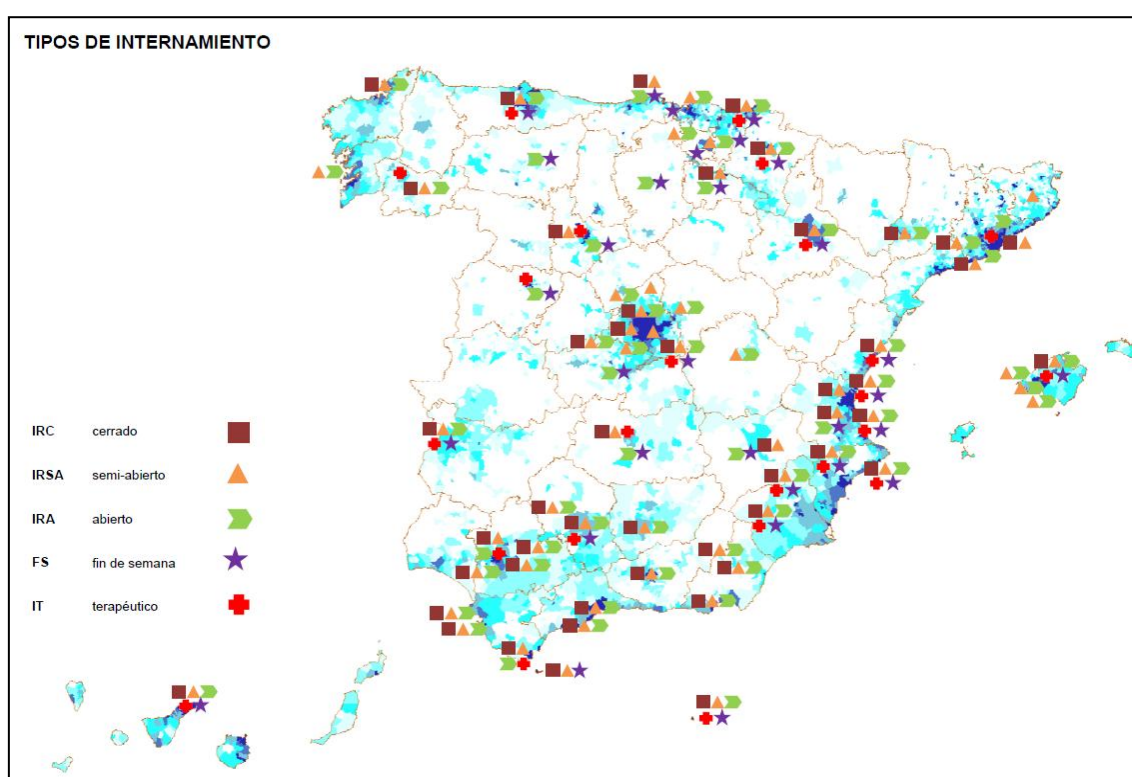 TIPOS DE INTERNAMIENTO
IRC cerrado
IRSA semi-abierto
IRA abierto
FS fin de semana
IT terapéutico